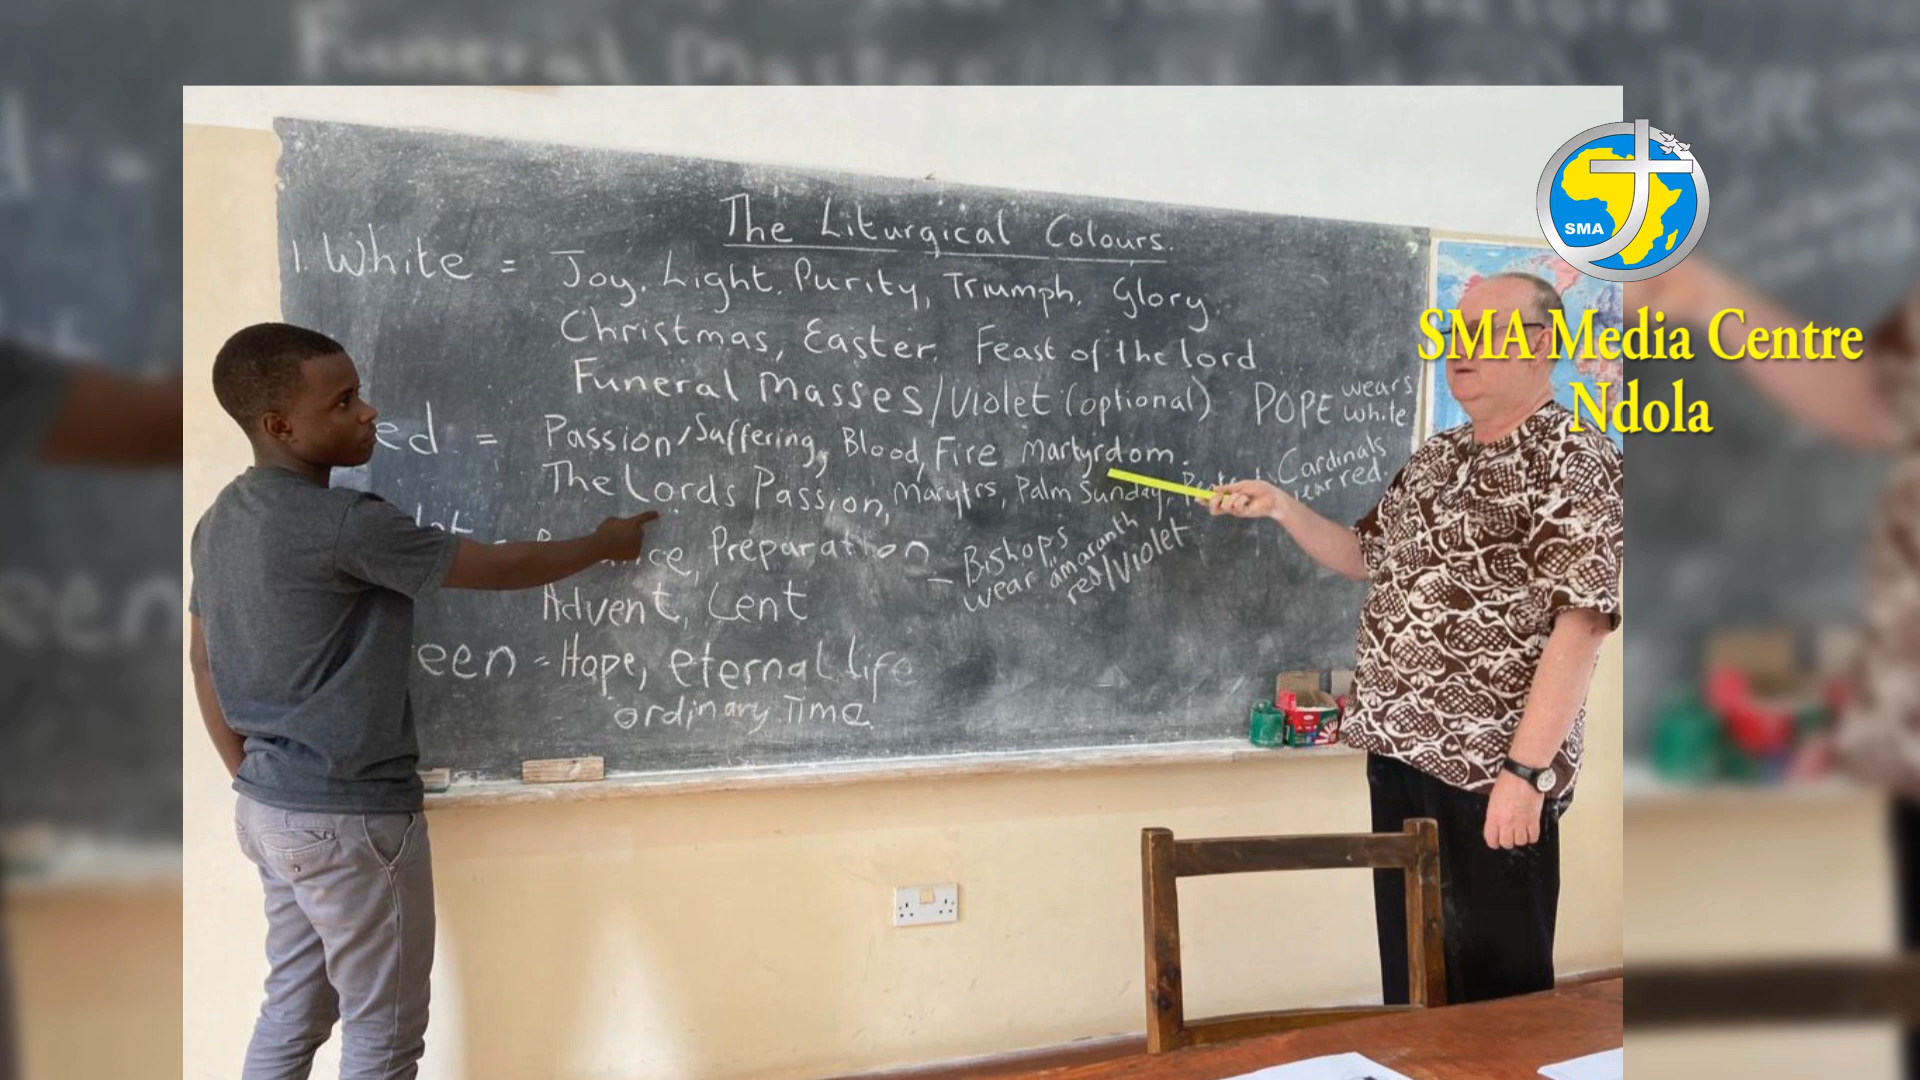 The Liturgical Colours.
1. White = Joy. Light. Purity, Triumph. Glory.
Christmas, Easter. Feast of the lord
Funeral Masses/Violet (optional) POPE wears white
ed = Passion/Suffering, Blood, Fire, Martyrdom.
The Lords Passion, Marytrs, Palm Sunday, Cardinals
ear red.
Preparation - Bishops
wear amaranth
red/Violet
Advent, Lent
een = Hope, eternal life
ordinary Time
SMA
SMA Media Centre
Ndola